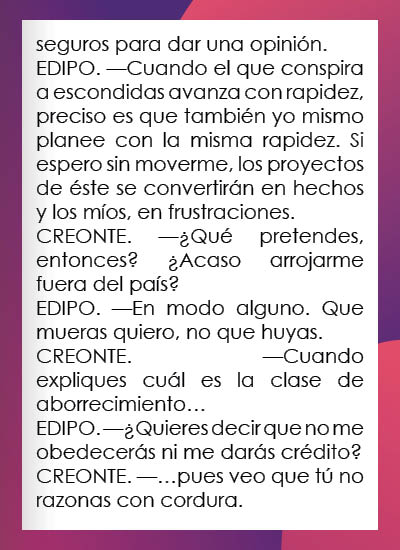 seguros para dar una opinión.
EDIPO. —Cuando el que conspira
a escondidas avanza con rapidez,
preciso es que también yo mismo
planee con la misma rapidez. Si
espero sin moverme, los proyectos
de éste se convertirán en hechos
y los míos, en frustraciones.
CREONTE. —¿Qué pretendes,
entonces? ¿Acaso arrojarme
fuera del país?
EDIPO. —En modo alguno. Que
mueras quiero, no que huyas.
CREONTE. —Cuando
expliques cuál es la clase de
aborrecimiento…
EDIPO. —¿Quieres decir que no me
obedecerás ni me darás crédito?
CREONTE. —…pues veo que tú no
razonas con cordura.